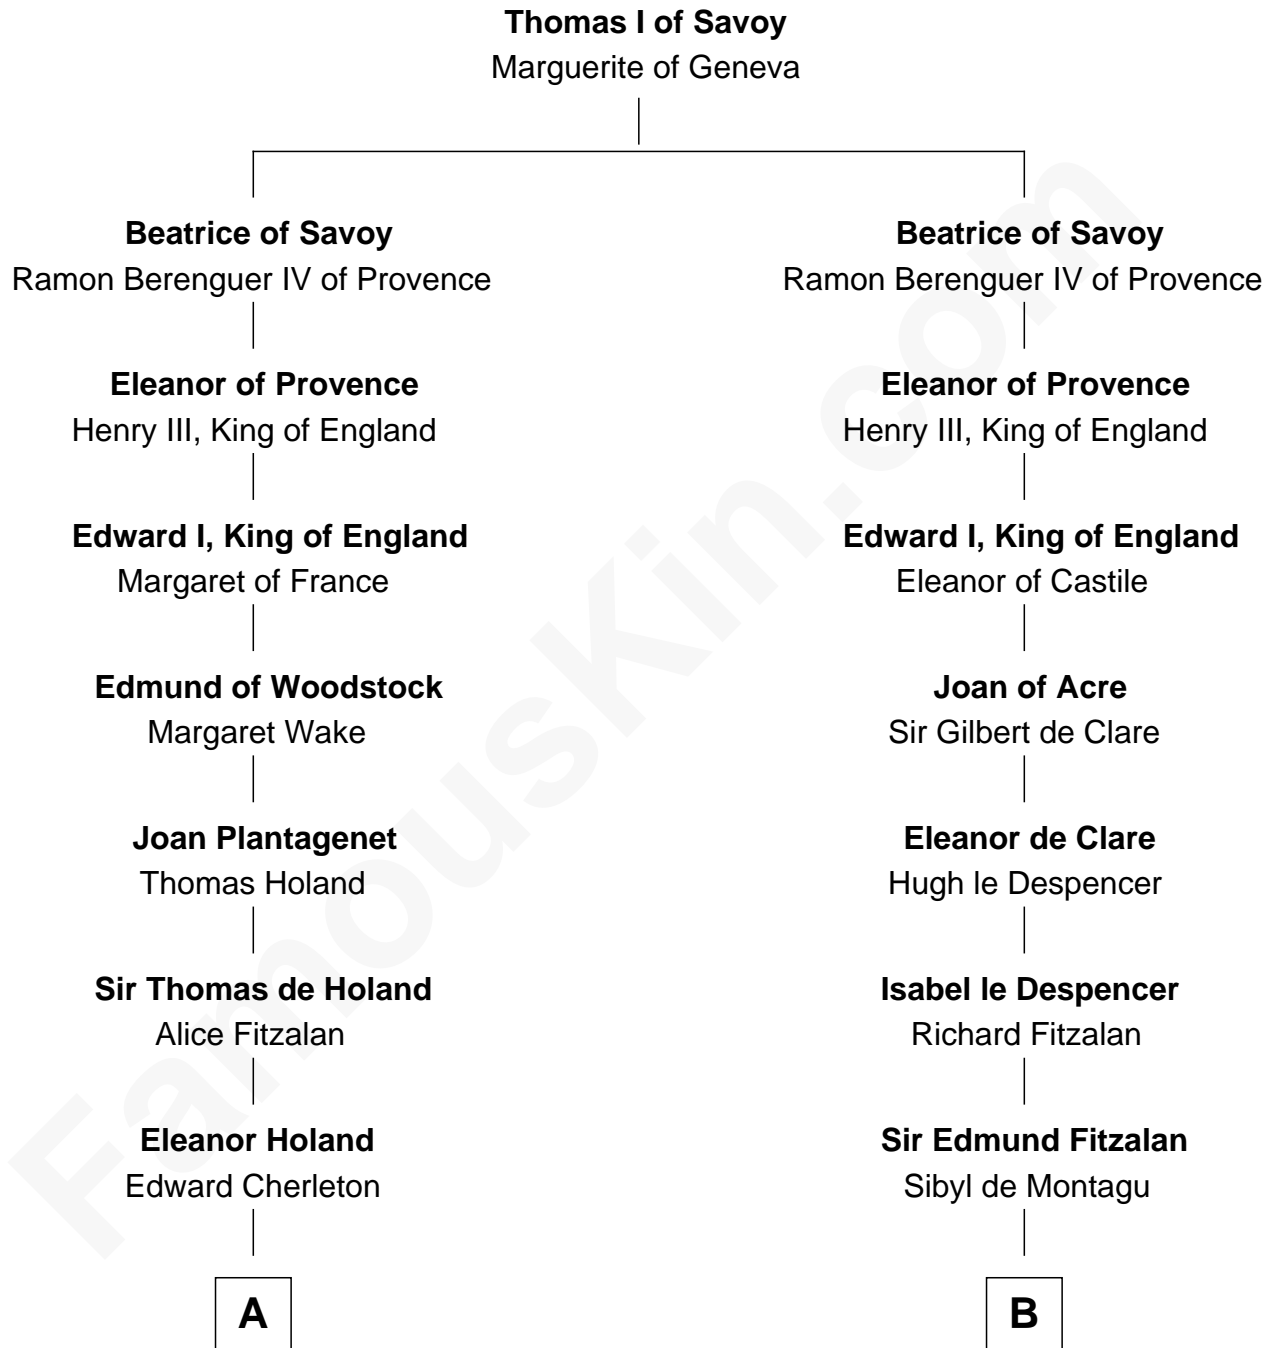 Thomas I of Savoy
Marguerite of Geneva
Beatrice of Savoy
Ramon Berenguer IV of Provence
Eleanor of Provence
Henry III, King of England
Edward I, King of England
Margaret of France
Edmund of Woodstock
Margaret Wake
Joan Plantagenet
Thomas Holand
Sir Thomas de Holand
Alice Fitzalan
Eleanor Holand
Edward Cherleton
A
Beatrice of Savoy
Ramon Berenguer IV of Provence
Eleanor of Provence
Henry III, King of England
Edward I, King of England
Eleanor of Castile
Joan of Acre
Sir Gilbert de Clare
Eleanor de Clare
Hugh le Despencer
Isabel le Despencer
Richard Fitzalan
Sir Edmund Fitzalan
Sibyl de Montagu
B
FamousKin.com